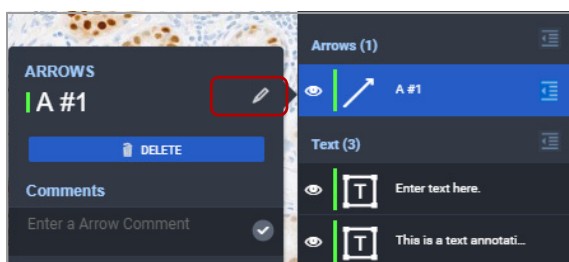 ARROWS
A #1
DELETE
Comments
Enter a Arrow Comment
Arrows (1)
A #1
Text (3)
T Enter text here.
T This is a text annotati...